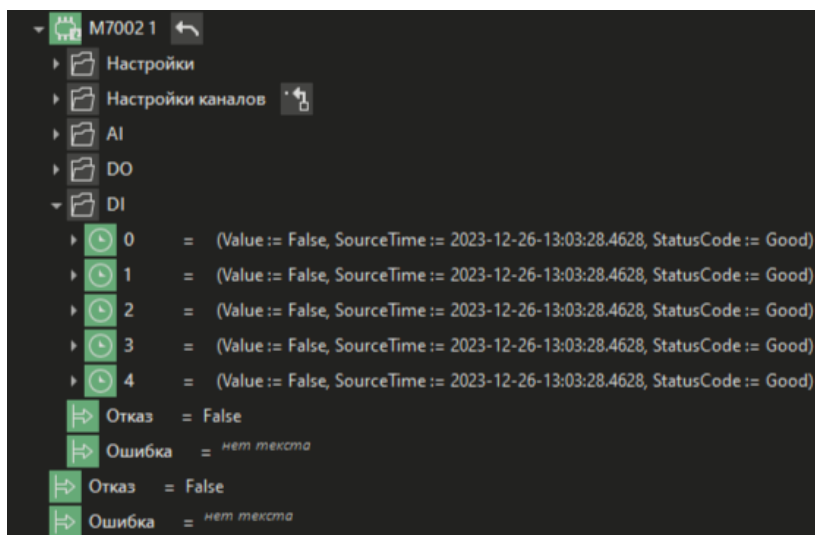 M7002 1
Настройки
Настройки каналов
AI
DO
DI
0 = (Value := False, SourceTime := 2023-12-26-13:03:28.4628, StatusCode := Good)
1 = (Value := False, SourceTime := 2023-12-26-13:03:28.4628, StatusCode := Good)
2 = (Value := False, SourceTime := 2023-12-26-13:03:28.4628, StatusCode := Good)
3 = (Value := False, SourceTime := 2023-12-26-13:03:28.4628, StatusCode := Good)
4 = (Value := False, SourceTime := 2023-12-26-13:03:28.4628, StatusCode := Good)
Отказ = False
Ошибка = нет текста
Отказ = False
Ошибка = нет текста